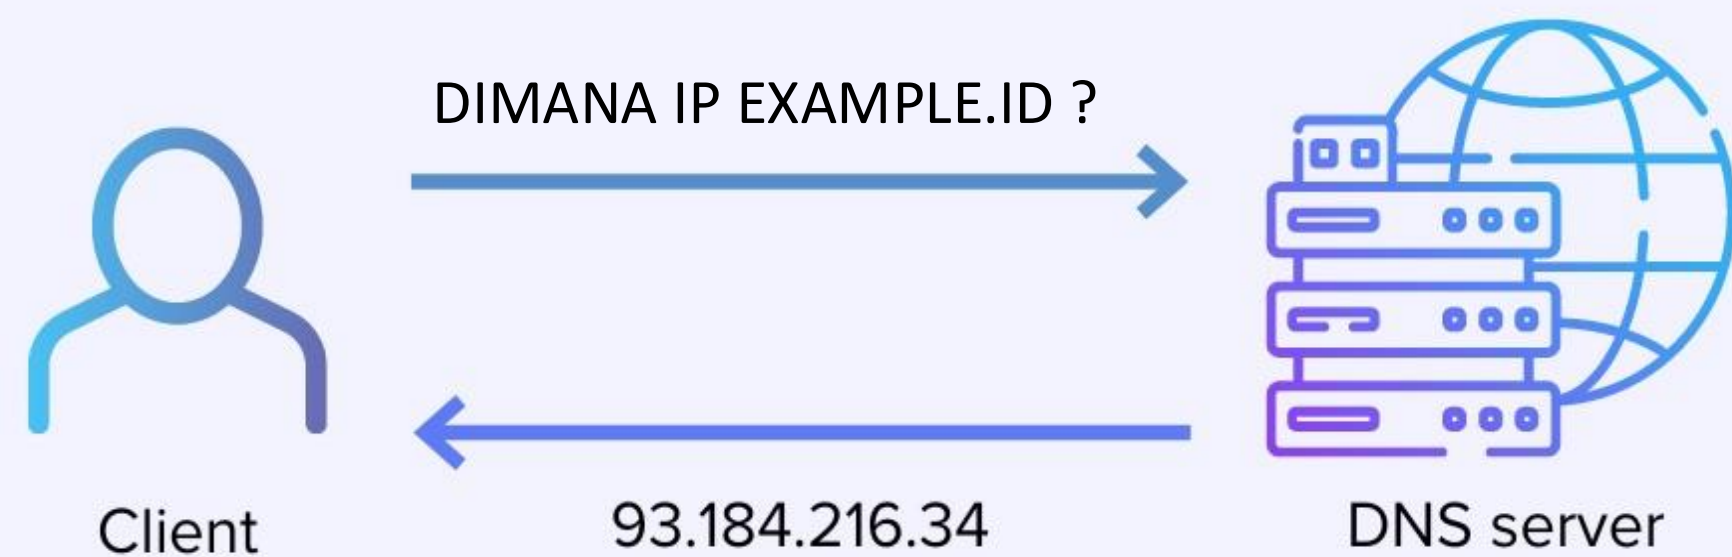 DIMANA IP EXAMPLE.ID ?
Client
93.184.216.34
DNS server